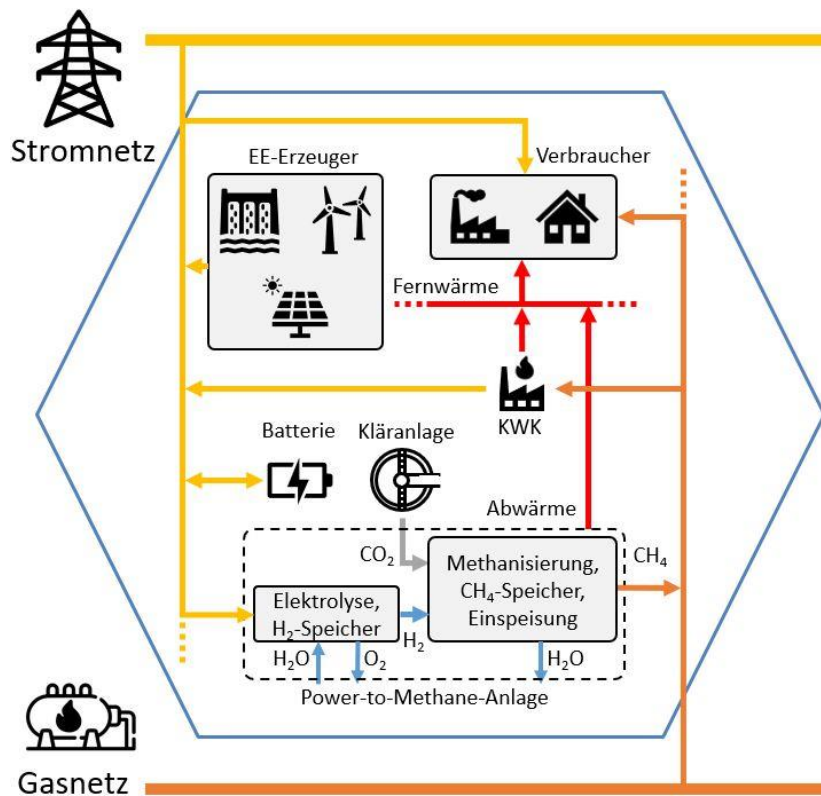 Stromnetz
EE-Erzeuger
Verbraucher
Fernwärme
KWK
Batterie
Kläranlage
Abwärme
CO₂
Methanisierung,
CH₄-Speicher,
Einspeisung
CH₄
Elektrolyse,
H₂-Speicher
H₂
H₂O
O₂
H₂O
Power-to-Methane-Anlage
Gasnetz